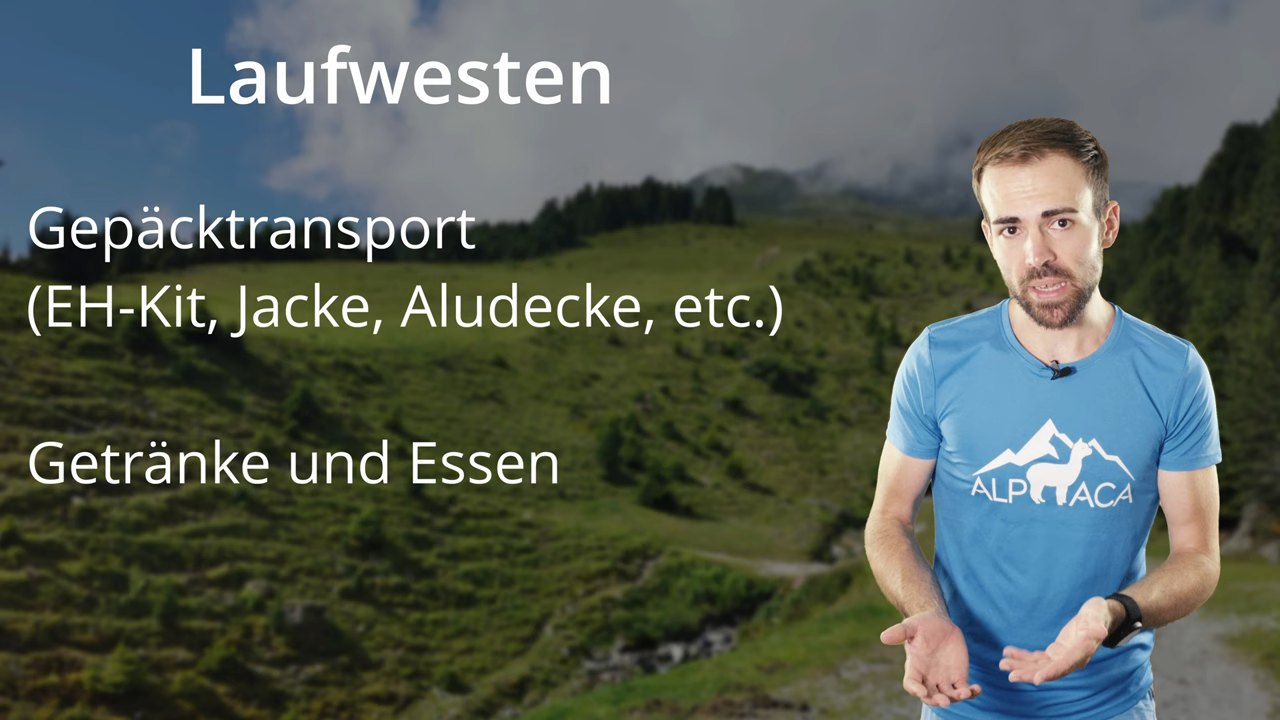 Laufwesten
Gepäcktransport
(EH-Kit, Jacke, Aludecke, etc.)
Getränke und Essen
ALPACA